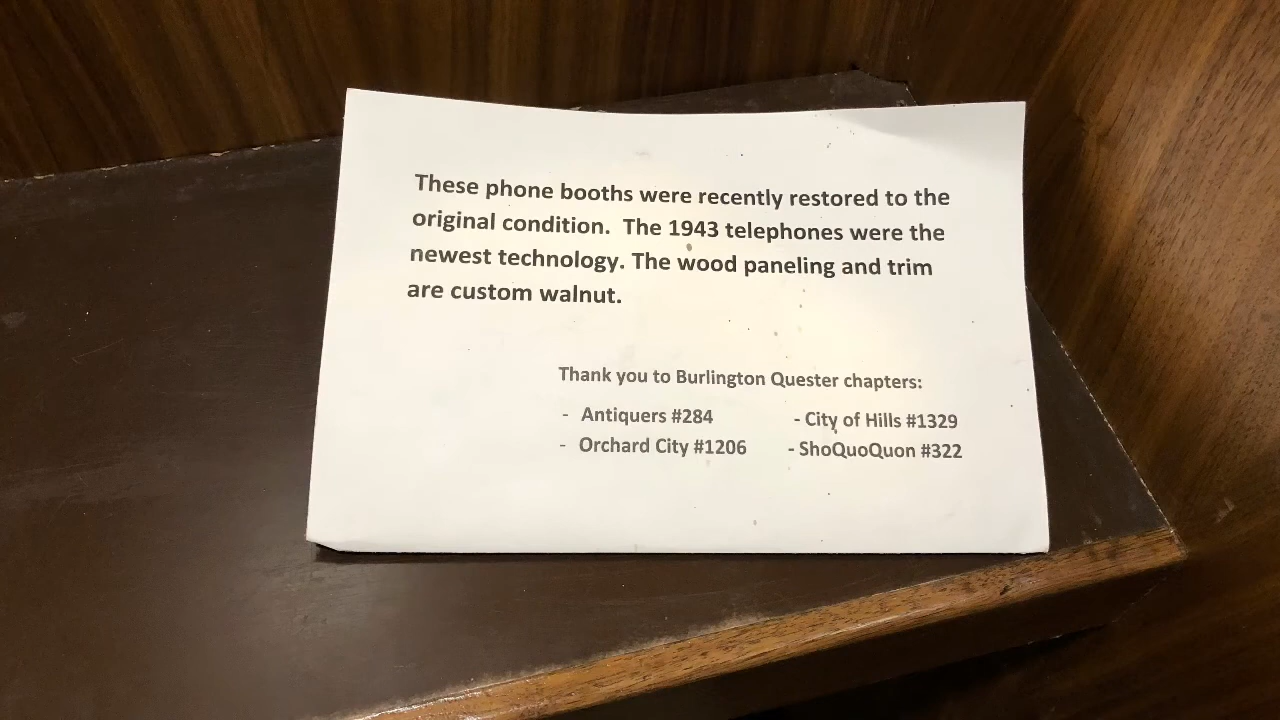 These phone booths were recently restored to the
original condition.  The 1943 telephones were the
newest technology. The wood paneling and trim
are custom walnut.
Thank you to Burlington Quester chapters:
- Antiquers #284 - City of Hills #1329
- Orchard City #1206 - ShoQuoQuon #322